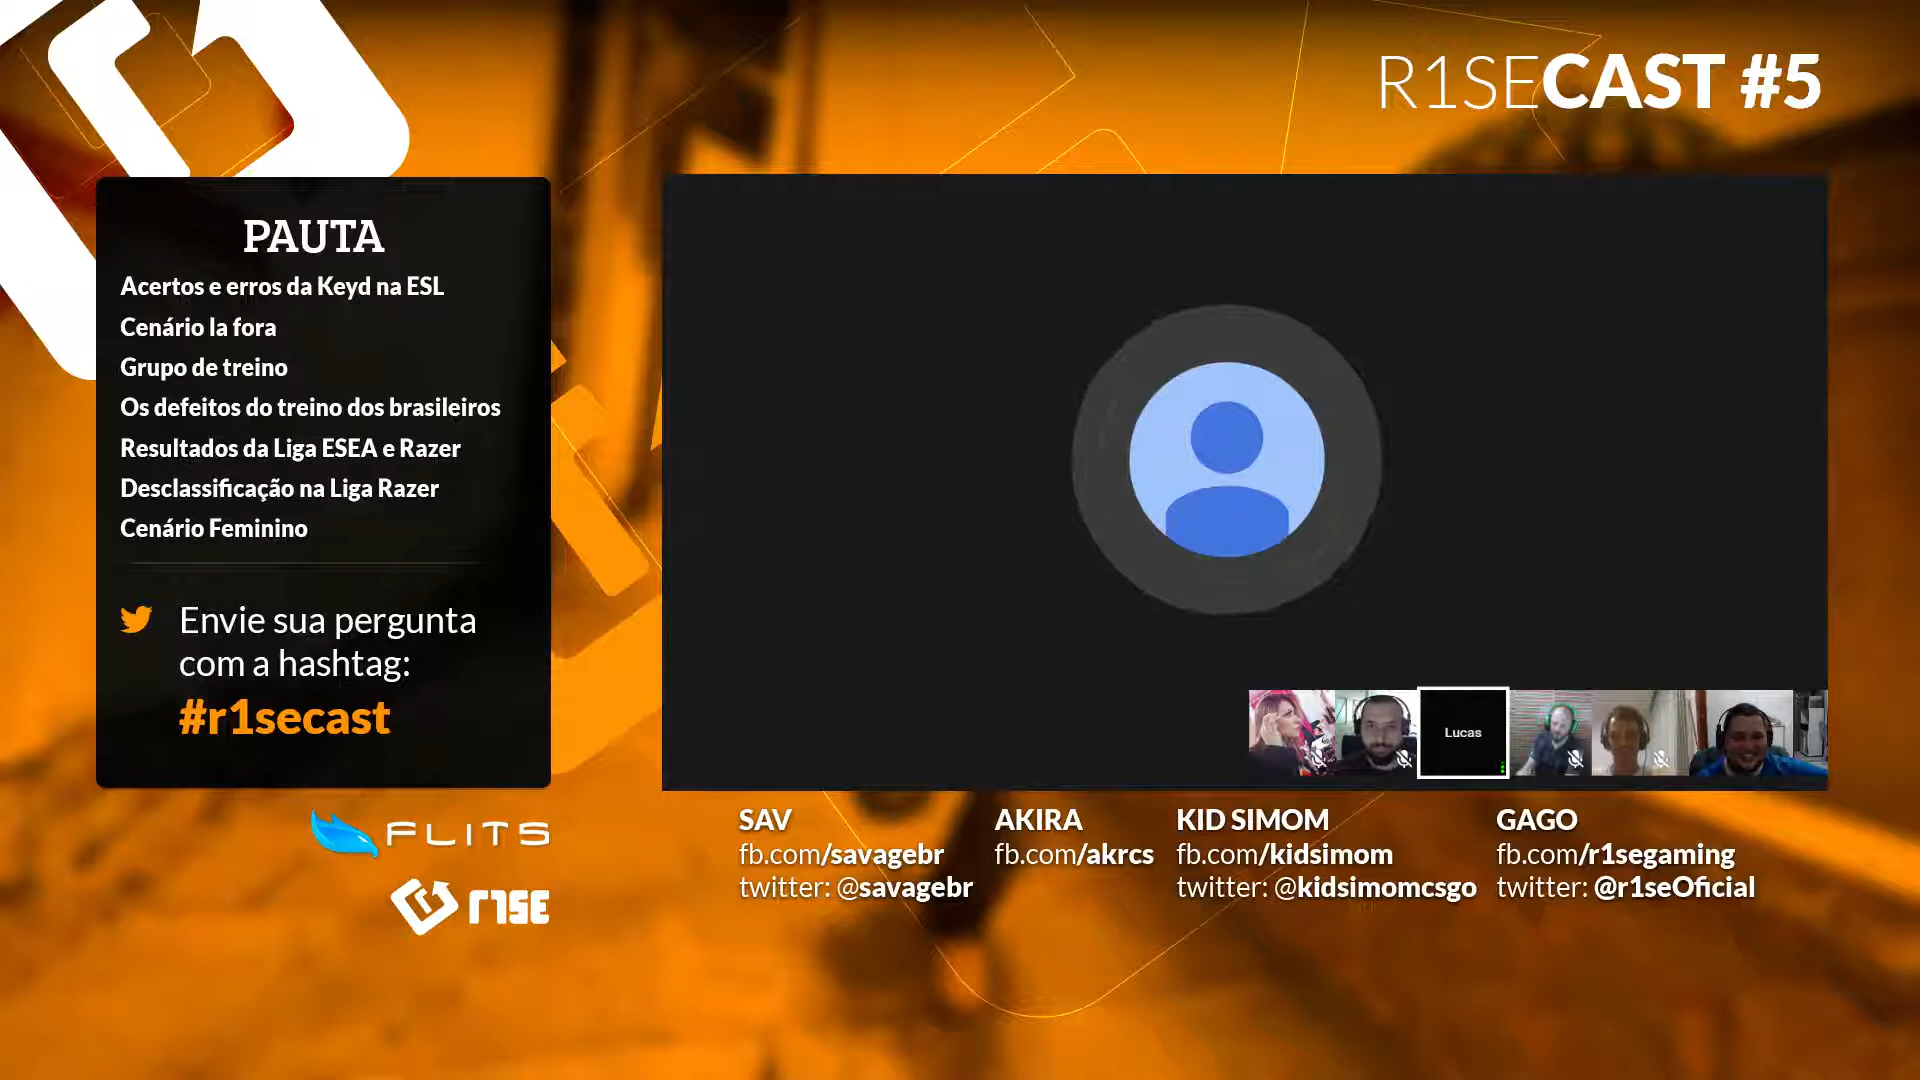 R1SECAST #5
PAUTA
Acertos e erros da Keyd na ESL
Cenário la fora
Grupo de treino
Os defeitos do treino dos brasileiros
Resultados da Liga ESEA e Razer
Desclassificação na Liga Razer
Cenário Feminino
Envie sua pergunta
com a hashtag:
#r1secast
Lucas
FLITS
r1se
SAV
fb.com/savagebr
twitter: @savagebr
AKIRA
fb.com/akrcs
KID SIMOM
fb.com/kidsimom
twitter: @kidsimomcsgo
GAGO
fb.com/r1segaming
twitter: @r1seOficial